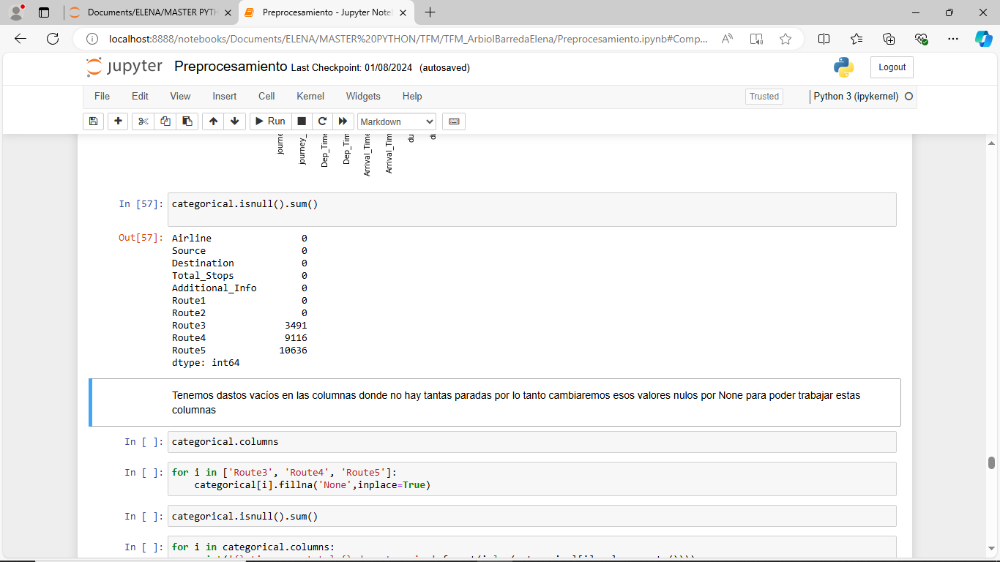 Documents/ELENA/MASTER PYTH
Preprocesamiento - Jupyter Note
localhost:8888/notebooks/Documents/ELENA/MASTER%20PYTHON/TFM/TFM_ArbiolBarredaElena/Preprocesamiento.ipynb#Comp...
jupyter Preprocesamiento Last Checkpoint: 01/08/2024 (autosaved)
Logout
File Edit View Insert Cell Kernel Widgets Help
Trusted
Python 3 (ipykernel)
Run
Markdown
journe
journey_
Dep_Time
Dep_Tim
Arrival_Time
Arrival_Tim
du
In [57]: categorical.isnull().sum()
Out[57]: Airline 0
Source 0
Destination 0
Total_Stops 0
Additional_Info 0
Route1 0
Route2 0
Route3 3491
Route4 9116
Route5 10636
dtype: int64
Tenemos dastos vacíos en las columnas donde no hay tantas paradas por lo tanto cambiaremos esos valores nulos por None para poder trabajar estas
columnas
In [ ]: categorical.columns
In [ ]: for i in ['Route3', 'Route4', 'Route5']:
categorical[i].fillna('None',inplace=True)
In [ ]: categorical.isnull().sum()
In [ ]: for i in categorical.columns: